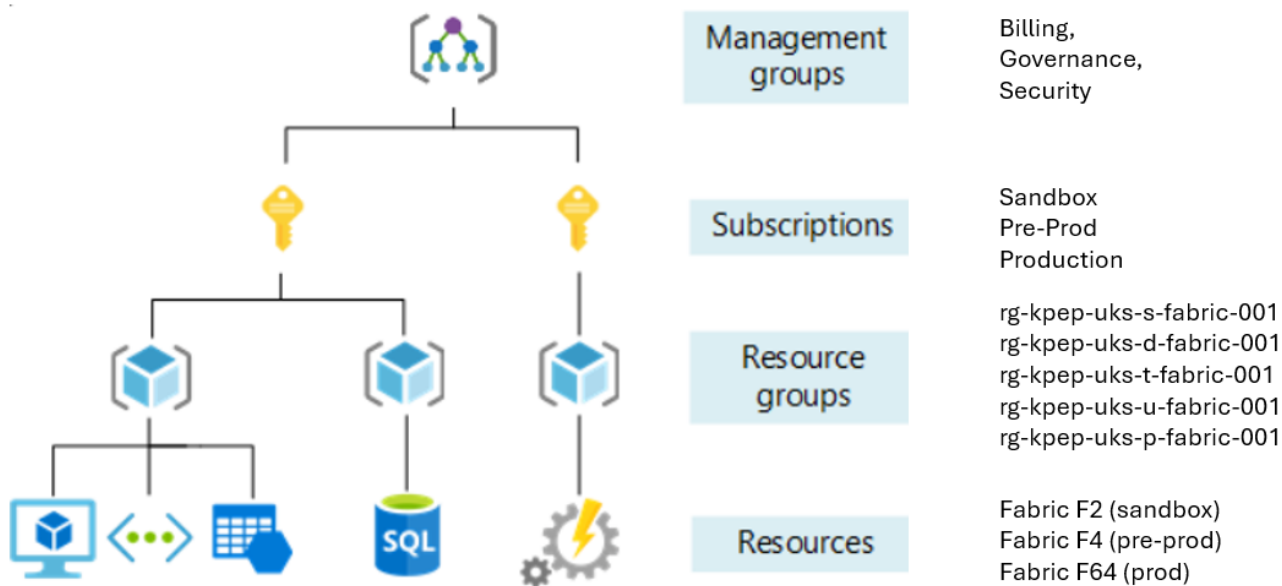 Management
groups
Billing,
Governance,
Security
Subscriptions
Sandbox
Pre-Prod
Production
Resource
groups
rg-kpep-uks-s-fabric-001
rg-kpep-uks-d-fabric-001
rg-kpep-uks-t-fabric-001
rg-kpep-uks-u-fabric-001
rg-kpep-uks-p-fabric-001
SQL
Resources
Fabric F2 (sandbox)
Fabric F4 (pre-prod)
Fabric F64 (prod)